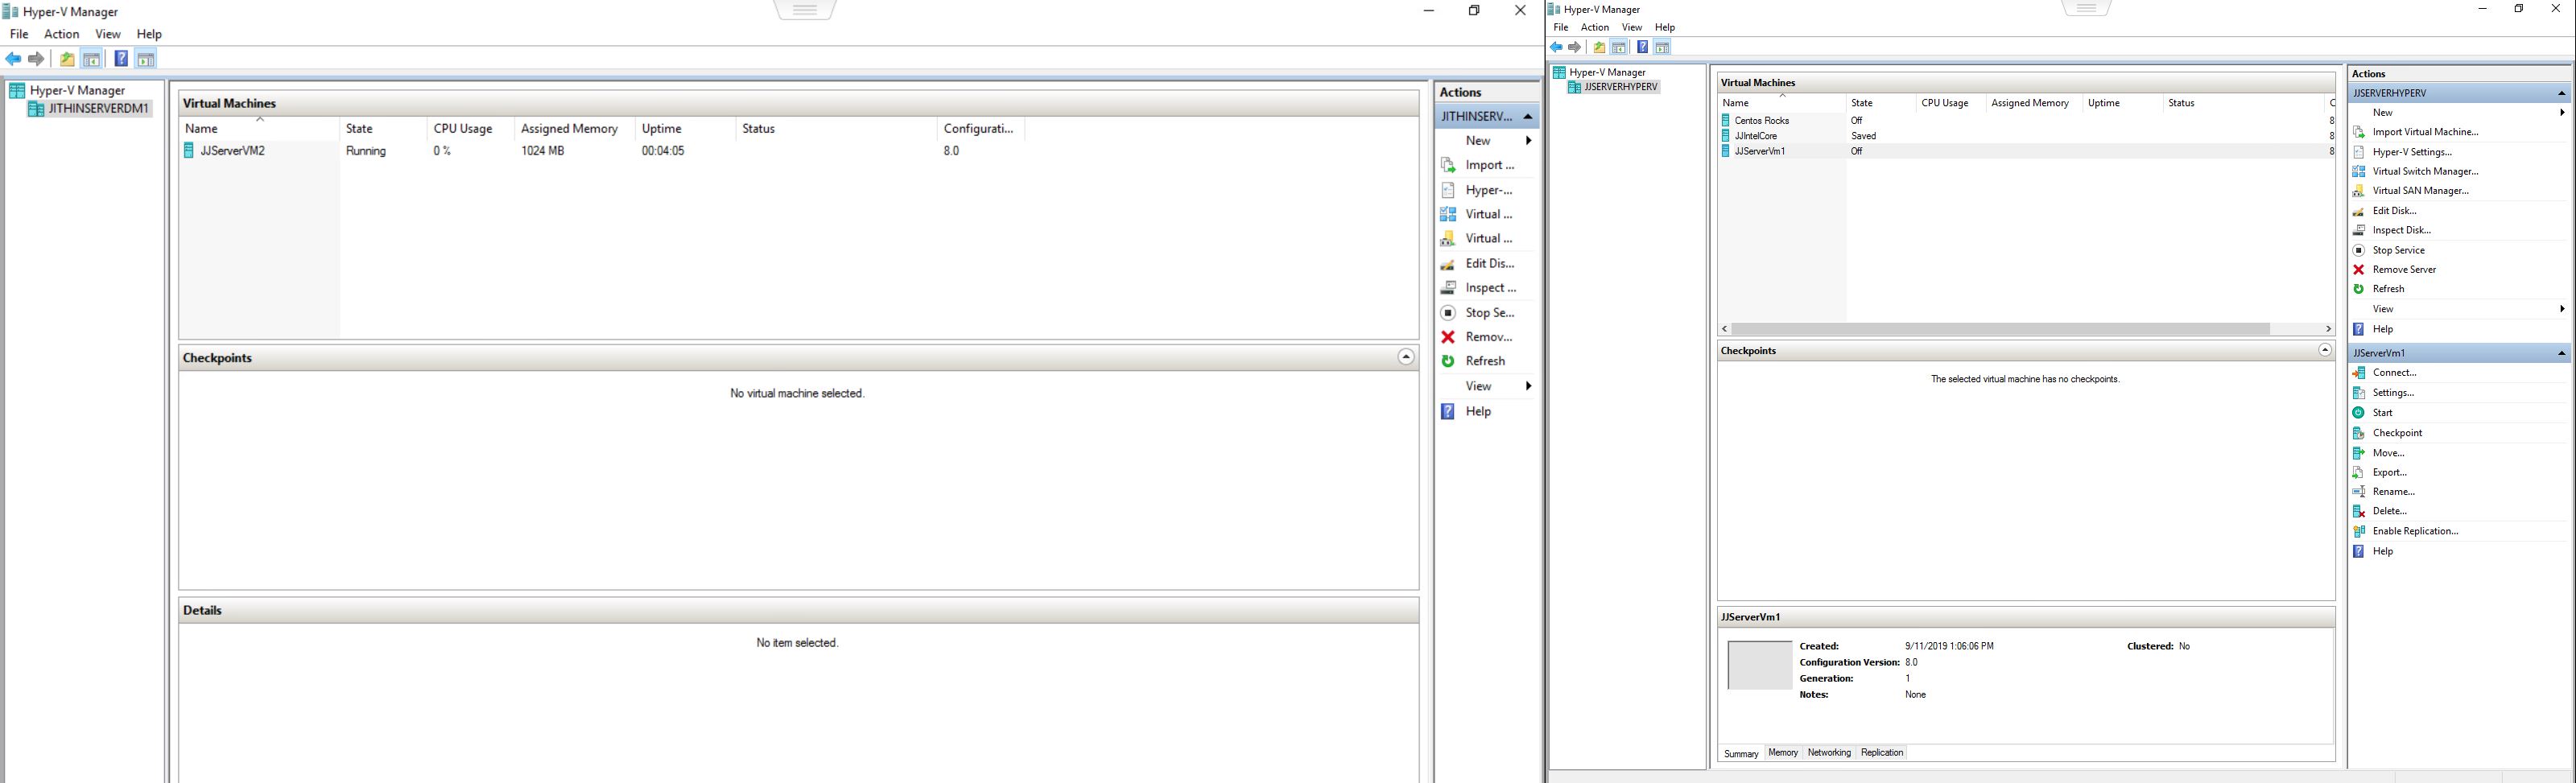 Hyper-V Manager
File Action View Help
Hyper-V Manager
JITHINSERVERDM1
Virtual Machines
Name State CPU Usage Assigned Memory Uptime Status Configurati...
JJServerVM2 Running 0 % 1024 MB 00:04:05 8.0
Checkpoints
No virtual machine selected.
Details
No item selected.
Actions
JITHINSERV...
New
Import ...
Hyper-...
Virtual ...
Virtual ...
Edit Dis...
Inspect ...
Stop Se...
Remov...
Refresh
View
Help
Hyper-V Manager
File Action View Help
Hyper-V Manager
JJSERVERHYPERV
Virtual Machines
Name State CPU Usage Assigned Memory Uptime Status C
Centos Rocks Off 8
JJIntelCore Saved 8
JJServerVm1 Off 8
Checkpoints
The selected virtual machine has no checkpoints.
JJServerVm1
Created: 9/11/2019 1:06:06 PM Clustered: No
Configuration Version: 8.0
Generation: 1
Notes: None
Summary Memory Networking Replication
Actions
JJSERVERHYPERV
New
Import Virtual Machine...
Hyper-V Settings...
Virtual Switch Manager...
Virtual SAN Manager...
Edit Disk...
Inspect Disk...
Stop Service
Remove Server
Refresh
View
Help
JJServerVm1
Connect...
Settings...
Start
Checkpoint
Move...
Export...
Rename...
Delete...
Enable Replication...
Help